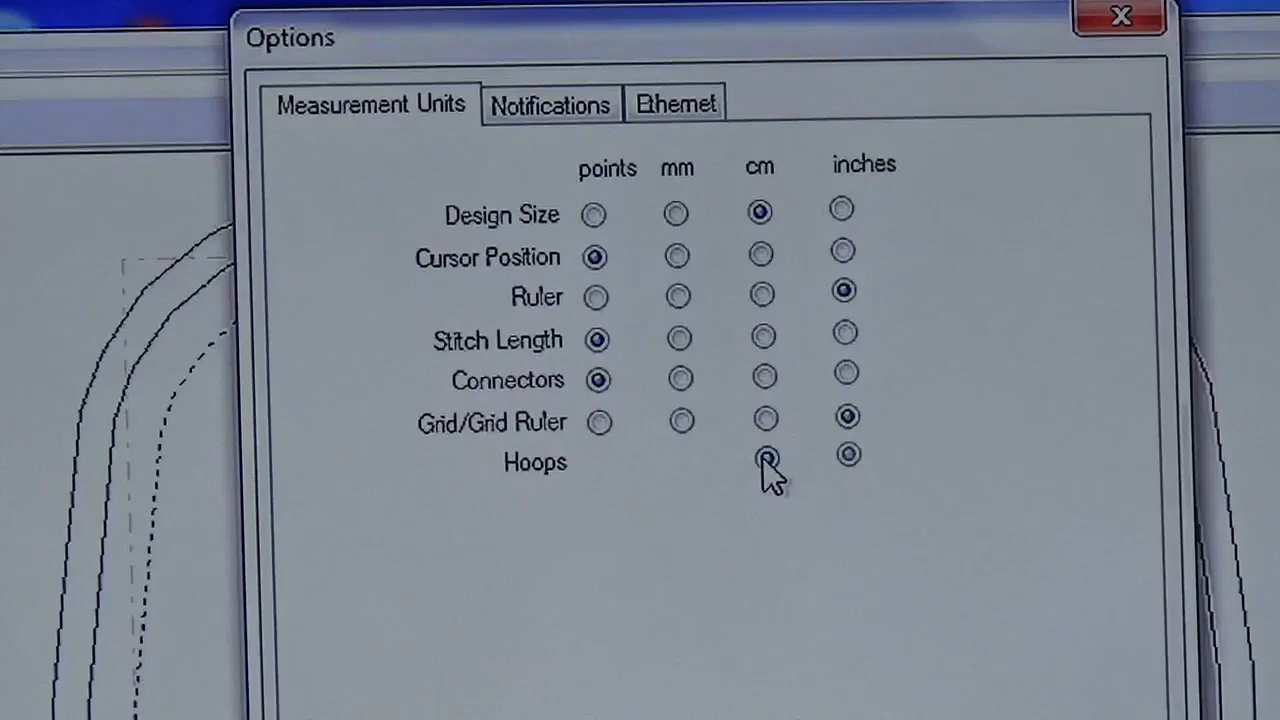 Options
Measurement Units Notifications Ethernet
points mm cm inches
Design Size
Cursor Position
Ruler
Stitch Length
Connectors
Grid/Grid Ruler
Hoops